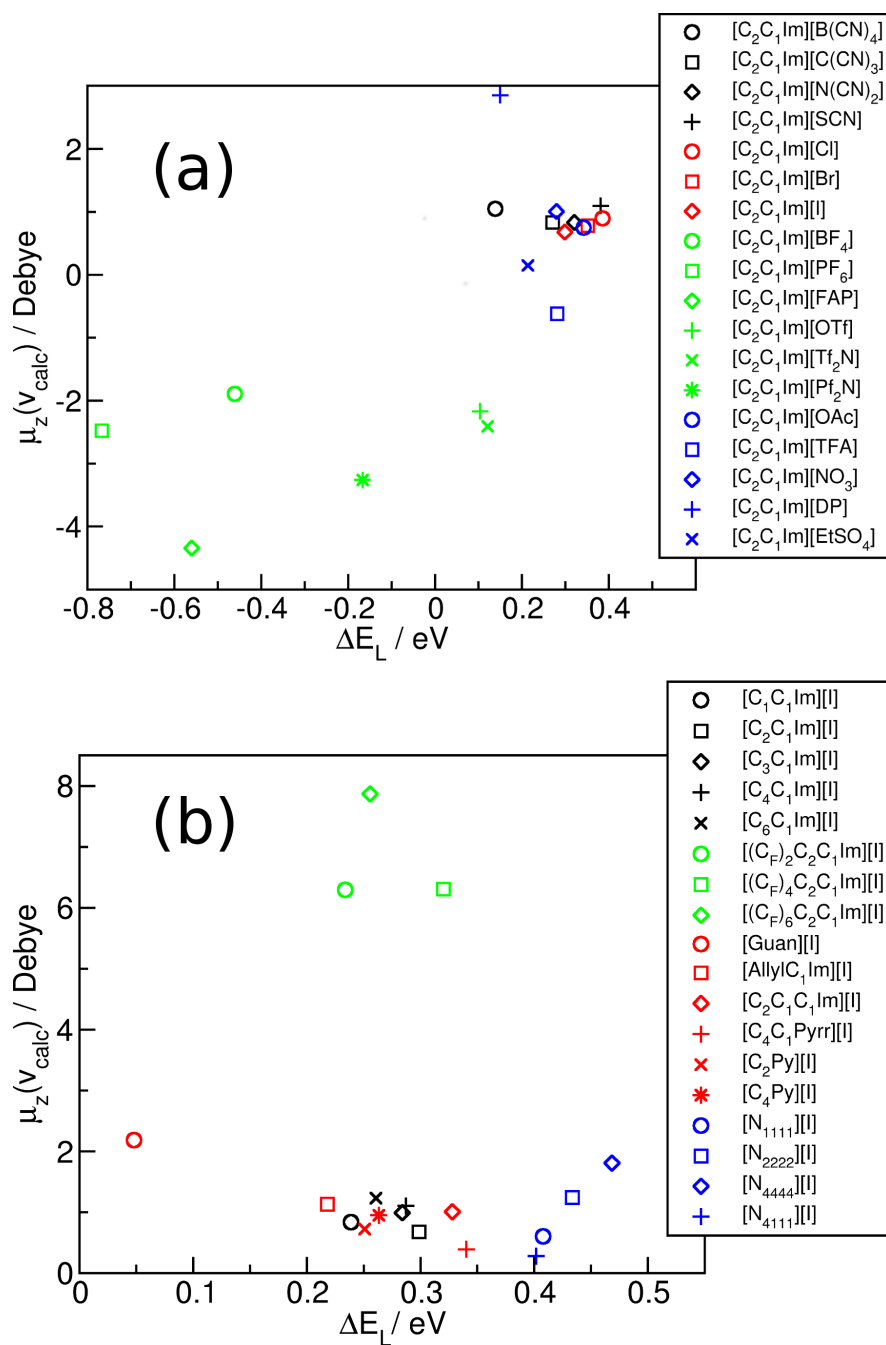 [C₂C₁Im][B(CN)₄]
[C₂C₁Im][C(CN)₃]
[C₂C₁Im][N(CN)₂]
[C₂C₁Im][SCN]
[C₂C₁Im][Cl]
[C₂C₁Im][Br]
[C₂C₁Im][I]
[C₂C₁Im][BF₄]
[C₂C₁Im][PF₆]
[C₂C₁Im][FAP]
[C₂C₁Im][OTf]
[C₂C₁Im][Tf₂N]
[C₂C₁Im][Pf₂N]
[C₂C₁Im][OAc]
[C₂C₁Im][TFA]
[C₂C₁Im][NO₃]
[C₂C₁Im][DP]
[C₂C₁Im][EtSO₄]
(a)
2
0
-2
-4
μz(νcalc) / Debye
-0.8 -0.6 -0.4 -0.2 0 0.2 0.4
ΔEL / eV
[C₁C₁Im][I]
[C₂C₁Im][I]
[C₃C₁Im][I]
[C₄C₁Im][I]
[C₆C₁Im][I]
[(CF)₂C₂C₁Im][I]
[(CF)₄C₂C₁Im][I]
[(CF)₆C₂C₁Im][I]
[Guan][I]
[AllylC₁Im][I]
[C₂C₁C₁Im][I]
[C₄C₁Pyrr][I]
[C₂Py][I]
[C₄Py][I]
[N₁₁₁₁][I]
[N₂₂₂₂][I]
[N₄₄₄₄][I]
[N₄₁₁₁][I]
(b)
8
6
4
2
0
μz(νcalc) / Debye
0 0.1 0.2 0.3 0.4 0.5
ΔEL / eV